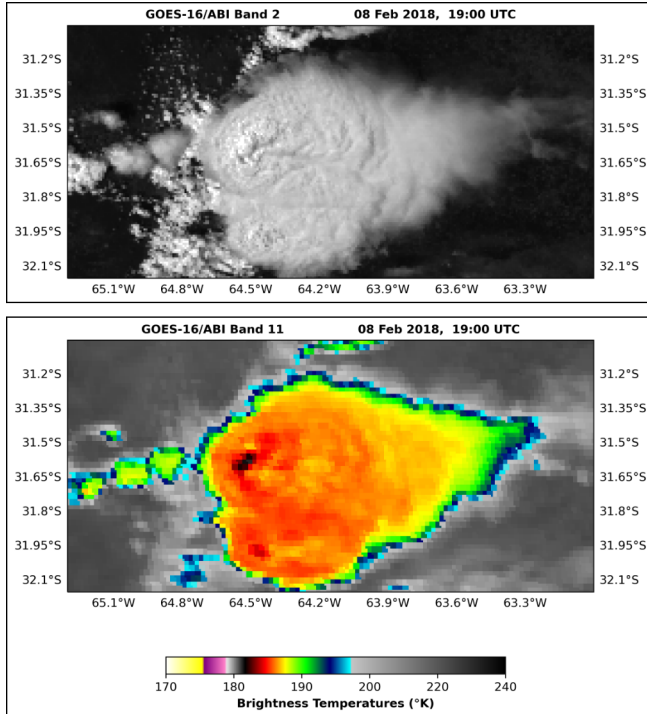 GOES-16/ABI Band 2 08 Feb 2018, 19:00 UTC
31.2°S 31.2°S
31.35°S 31.35°S
31.5°S 31.5°S
31.65°S 31.65°S
31.8°S 31.8°S
31.95°S 31.95°S
32.1°S 32.1°S
65.1°W 64.8°W 64.5°W 64.2°W 63.9°W 63.6°W 63.3°W
GOES-16/ABI Band 11 08 Feb 2018, 19:00 UTC
31.2°S 31.2°S
31.35°S 31.35°S
31.5°S 31.5°S
31.65°S 31.65°S
31.8°S 31.8°S
31.95°S 31.95°S
32.1°S 32.1°S
65.1°W 64.8°W 64.5°W 64.2°W 63.9°W 63.6°W 63.3°W
170 180 190 200 220 240
Brightness Temperatures (°K)